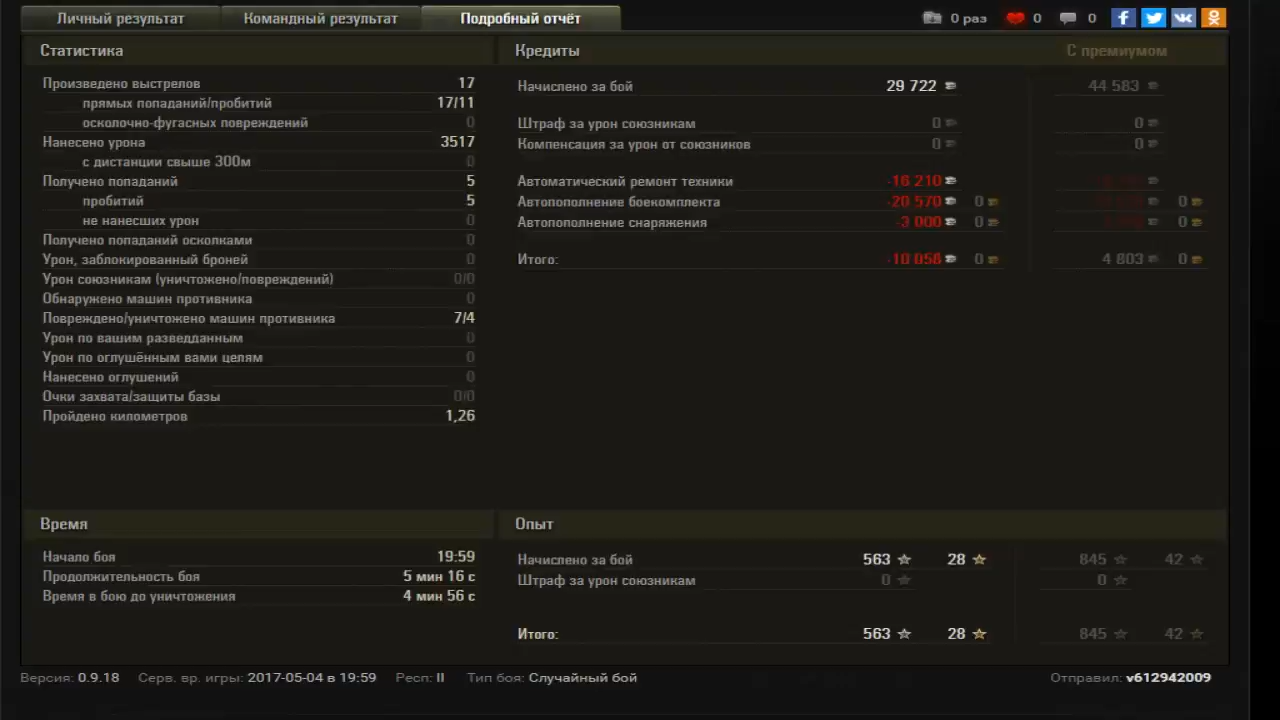 Личный результат Командный результат Подробный отчёт 0 раз 0 0
Статистика
Произведено выстрелов 17
прямых попаданий/пробитий 17/11
осколочно-фугасных повреждений 0
Нанесено урона 3517
с дистанции свыше 300м 0
Получено попаданий 5
пробитий 5
не нанесших урон 0
Получено попаданий осколками 0
Урон, заблокированный броней 0
Урон союзникам (уничтожено/повреждений) 0/0
Обнаружено машин противника 0
Повреждено/уничтожено машин противника 7/4
Урон по вашим разведданным 0
Урон по оглушённым вами целям 0
Нанесено оглушений 0
Очки захвата/защиты базы 0/0
Пройдено километров 1,26
Кредиты С премиумом
Начислено за бой 29 722 44 583
Штраф за урон союзникам 0 0
Компенсация за урон от союзников 0 0
Автоматический ремонт техники -16 210
Автопополнение боекомплекта -20 570 0 0
Автопополнение снаряжения -3 000 0 0
Итого: -10 058 0 4 803 0
Время
Начало боя 19:59
Продолжительность боя 5 мин 16 с
Время в бою до уничтожения 4 мин 56 с
Опыт
Начислено за бой 563 28 845 42
Штраф за урон союзникам 0 0
Итого: 563 28 845 42
Версия: 0.9.18 Серв. вр. игры: 2017-05-04 в 19:59 Респ: II Тип боя: Случайный бой Отправил: v612942009